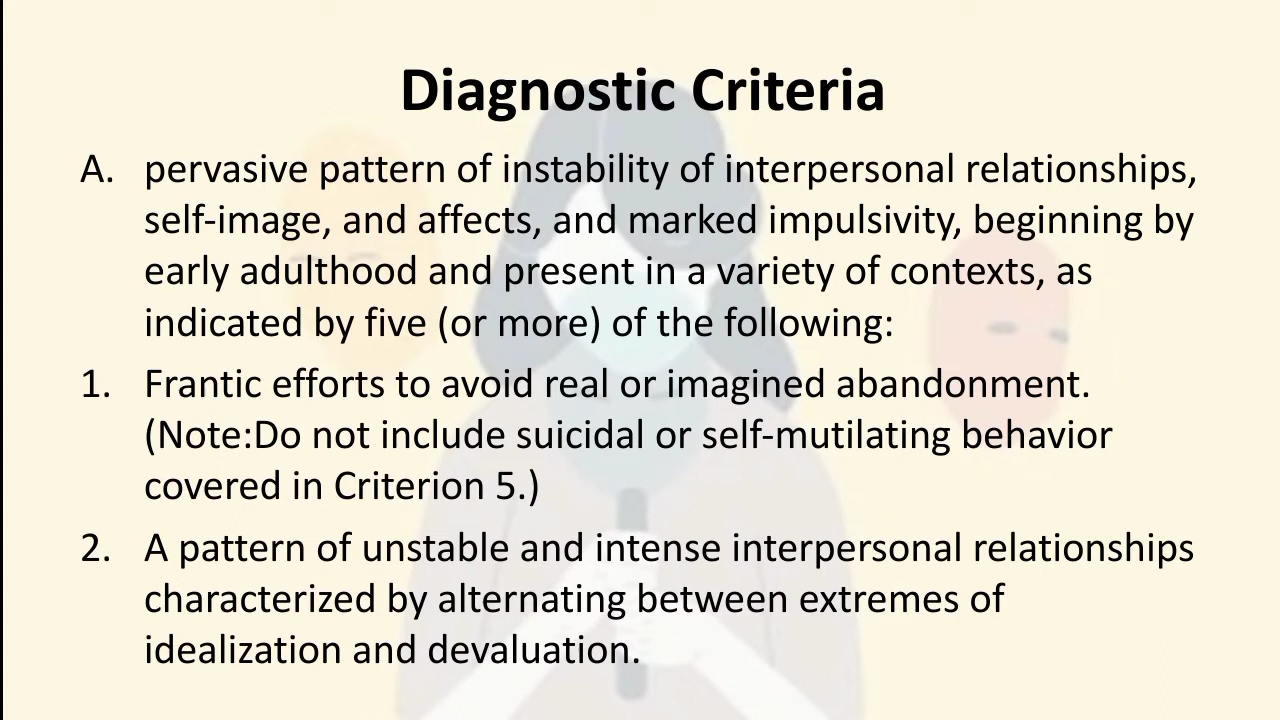 Diagnostic Criteria
A. pervasive pattern of instability of interpersonal relationships,
self-image, and affects, and marked impulsivity, beginning by
early adulthood and present in a variety of contexts, as
indicated by five (or more) of the following:
1. Frantic efforts to avoid real or imagined abandonment.
(Note:Do not include suicidal or self-mutilating behavior
covered in Criterion 5.)
2. A pattern of unstable and intense interpersonal relationships
characterized by alternating between extremes of
idealization and devaluation.